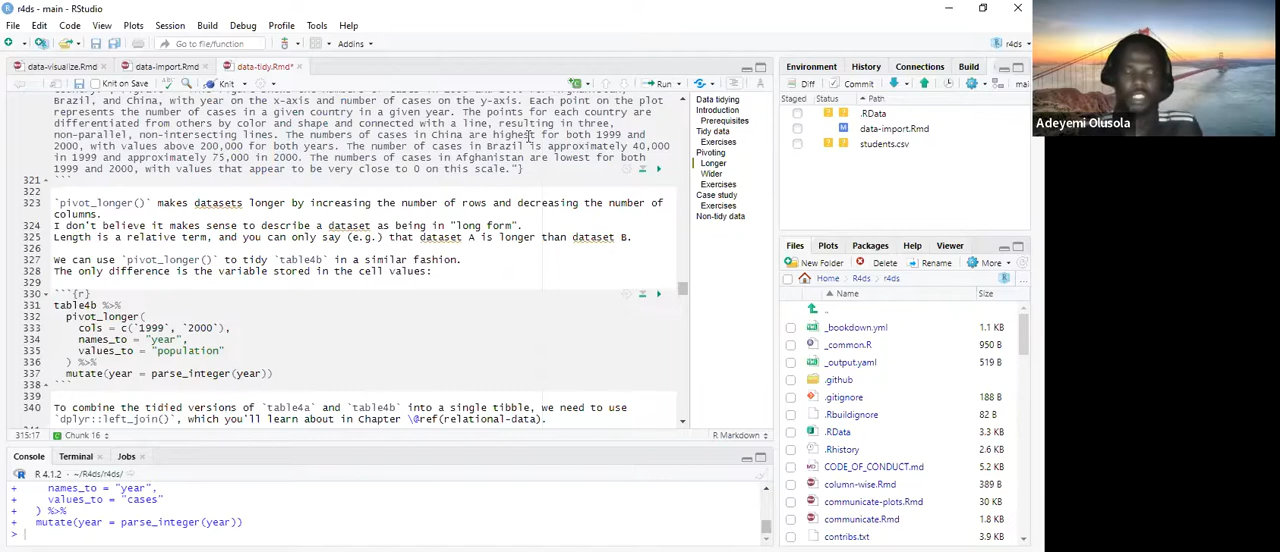 r4ds - main - RStudio
File Edit Code View Plots Session Build Debug Profile Tools Help
Go to file/function
Addins
r4ds
data-visualize.Rmd
data-import.Rmd
data-tidy.Rmd*
Knit on Save
Knit
Run
Brazil, and China, with year on the x-axis and number of cases on the y-axis. Each point on the plot
represents the number of cases in a given country in a given year. The points for each country are
differentiated from others by color and shape and connected with a line, resulting in three,
non-parallel, non-intersecting lines. The numbers of cases in China are highest for both 1999 and
2000, with values above 200,000 for both years. The number of cases in Brazil is approximately 40,000
in 1999 and approximately 75,000 in 2000. The numbers of cases in Afghanistan are lowest for both
1999 and 2000, with values that appear to be very close to 0 on this scale."}
321 ```
322
323 `pivot_longer()` makes datasets longer by increasing the number of rows and decreasing the number of
columns.
324 I don't believe it makes sense to describe a dataset as being in "long form".
325 Length is a relative term, and you can only say (e.g.) that dataset A is longer than dataset B.
326
327 We can use `pivot_longer()` to tidy `table4b` in a similar fashion.
328 The only difference is the variable stored in the cell values:
329
330 ```{r}
331 table4b %>%
332 pivot_longer(
333 cols = c(`1999`, `2000`),
334 names_to = "year",
335 values_to = "population"
336 ) %>%
337 mutate(year = parse_integer(year))
338 ```
339
340 To combine the tidied versions of `table4a` and `table4b` into a single tibble, we need to use
`dplyr::left_join()`, which you'll learn about in chapter \@ref(relational-data).
315:17
Chunk 16
R Markdown
Data tidying
Introduction
Prerequisites
Tidy data
Exercises
Pivoting
Longer
Wider
Exercises
Case study
Exercises
Non-tidy data
Console Terminal Jobs
R 4.1.2 · ~/R4ds/r4ds/
+ names_to = "year",
+ values_to = "cases"
+ ) %>%
+ mutate(year = parse_integer(year))
>
Environment History Connections Build
Diff Commit
Staged Status Path
? ? .RData
M data-import.Rmd
? ? students.csv
Files Plots Packages Help Viewer
New Folder Delete Rename More
Home R4ds r4ds ...
Name Size
..
_bookdown.yml 1.1 KB
_common.R 950 B
_output.yaml 519 B
.github
.gitignore 188 B
.Rbuildignore 82 B
.RData 3.3 KB
.Rhistory 2.6 KB
CODE_OF_CONDUCT.md 5.2 KB
column-wise.Rmd 389 B
communicate-plots.Rmd 30 KB
communicate.Rmd 1.8 KB
contribs.txt 3.9 KB
Adeyemi Olusola